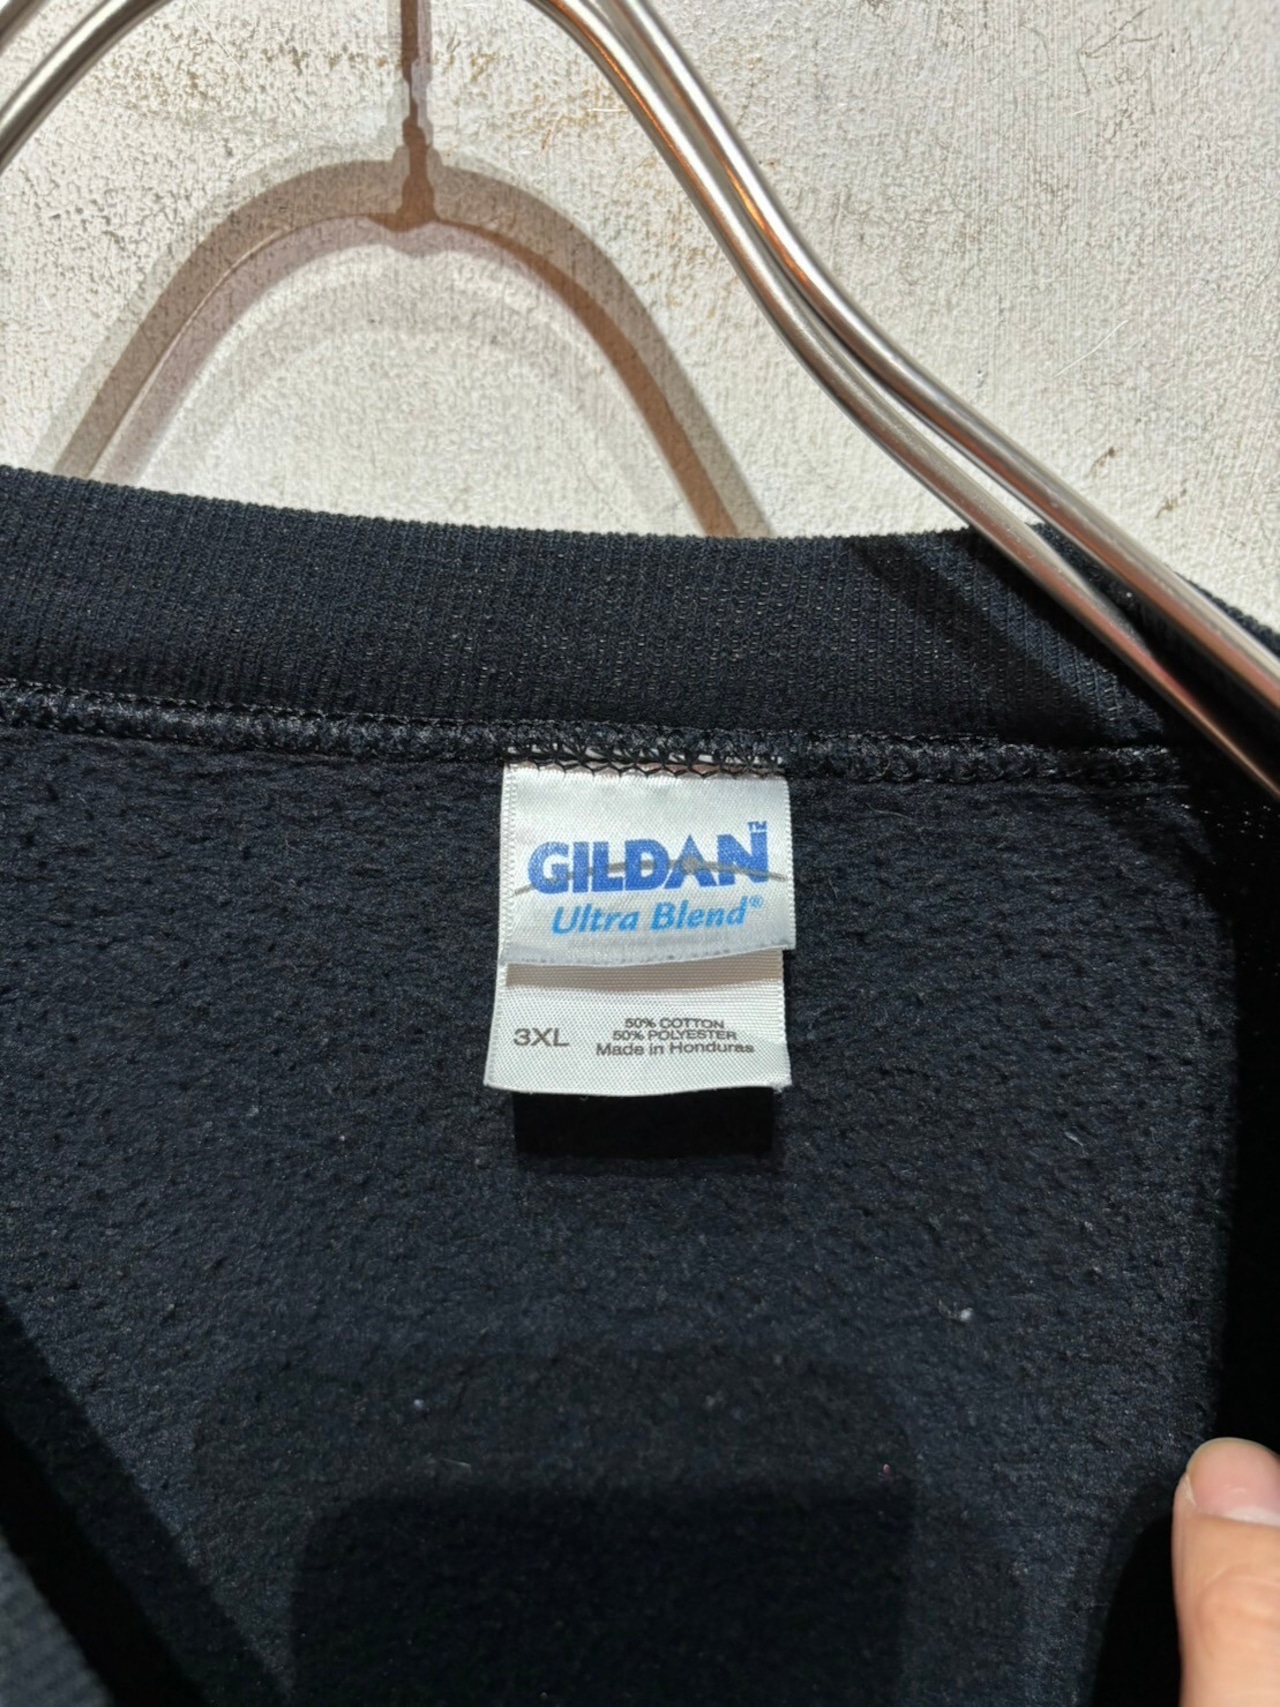 GILDAN™
Ultra Blend®
3XL
50% COTTON
50% POLYESTER
Made in Honduras